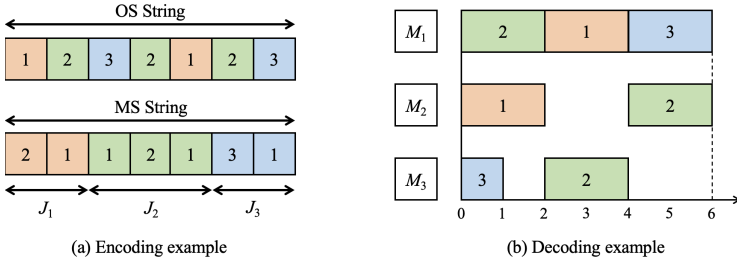 OS String
1 2 3 2 1 2 3
MS String
2 1 1 2 1 3 1
J1 J2 J3
(a) Encoding example
M1 2 1 3
M2 1 2
M3 3 2
0 1 2 3 4 5 6
(b) Decoding example